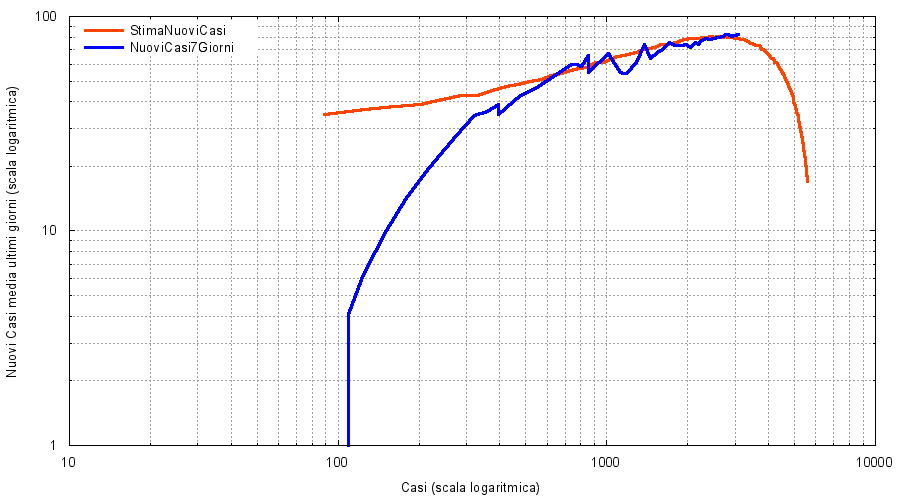 100
10
1
StimaNuoviCasi
NuoviCasi7Giorni
Nuovi Casi media ultimi giorni (scala logaritmica)
10
100
1000
10000
Casi (scala logaritmica)